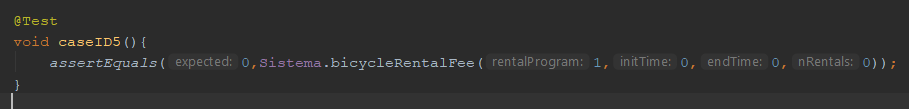 @Test
void caseID5(){
assertEquals( expected: 0,Sistema.bicycleRentalFee( rentalProgram: 1, initTime: 0, endTime: 0, nRentals: 0));
}